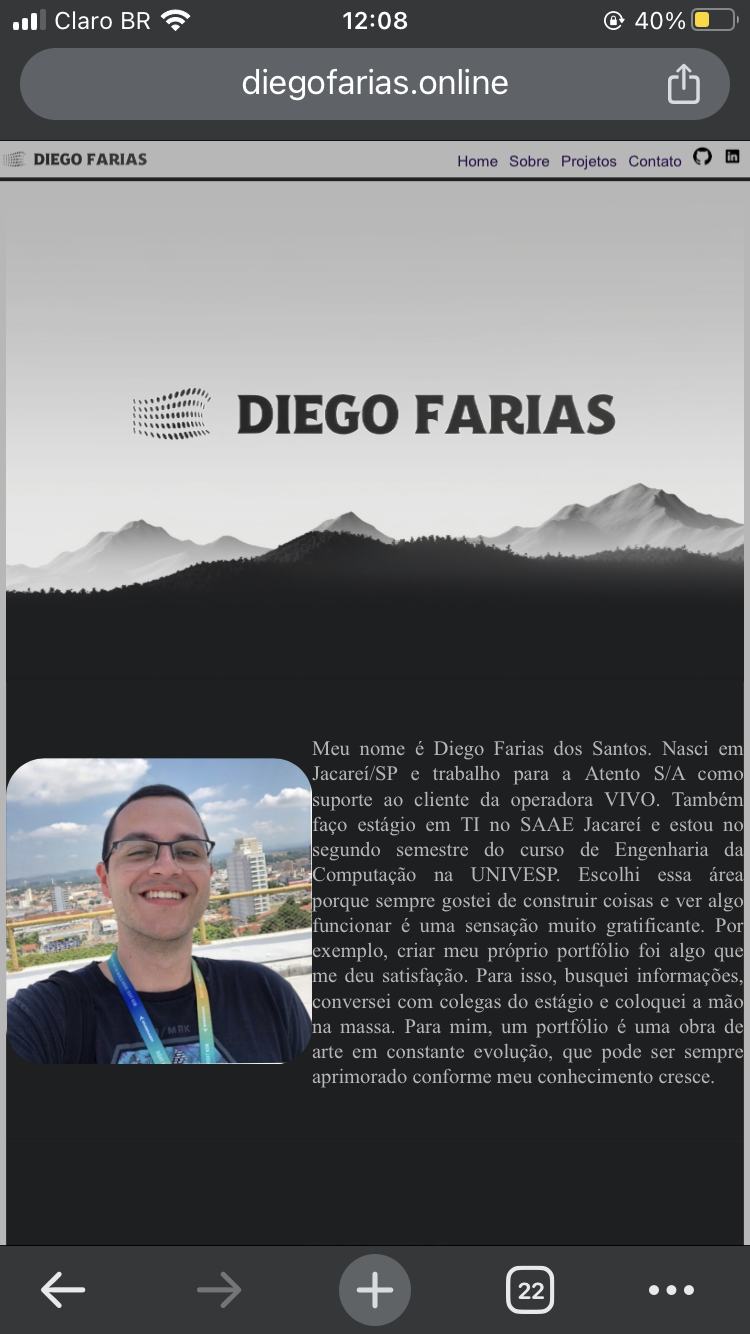 Claro BR 12:08 40%
diegofarias.online
DIEGO FARIAS Home Sobre Projetos Contato in
DIEGO FARIAS
Meu nome é Diego Farias dos Santos. Nasci em
Jacareí/SP e trabalho para a Atento S/A como
suporte ao cliente da operadora VIVO. Também
faço estágio em TI no SAAE Jacareí e estou no
segundo semestre do curso de Engenharia da
Computação na UNIVESP. Escolhi essa área
porque sempre gostei de construir coisas e ver algo
funcionar é uma sensação muito gratificante. Por
exemplo, criar meu próprio portfólio foi algo que
me deu satisfação. Para isso, busquei informações,
conversei com colegas do estágio e coloquei a mão
na massa. Para mim, um portfólio é uma obra de
arte em constante evolução, que pode ser sempre
aprimorado conforme meu conhecimento cresce.
22